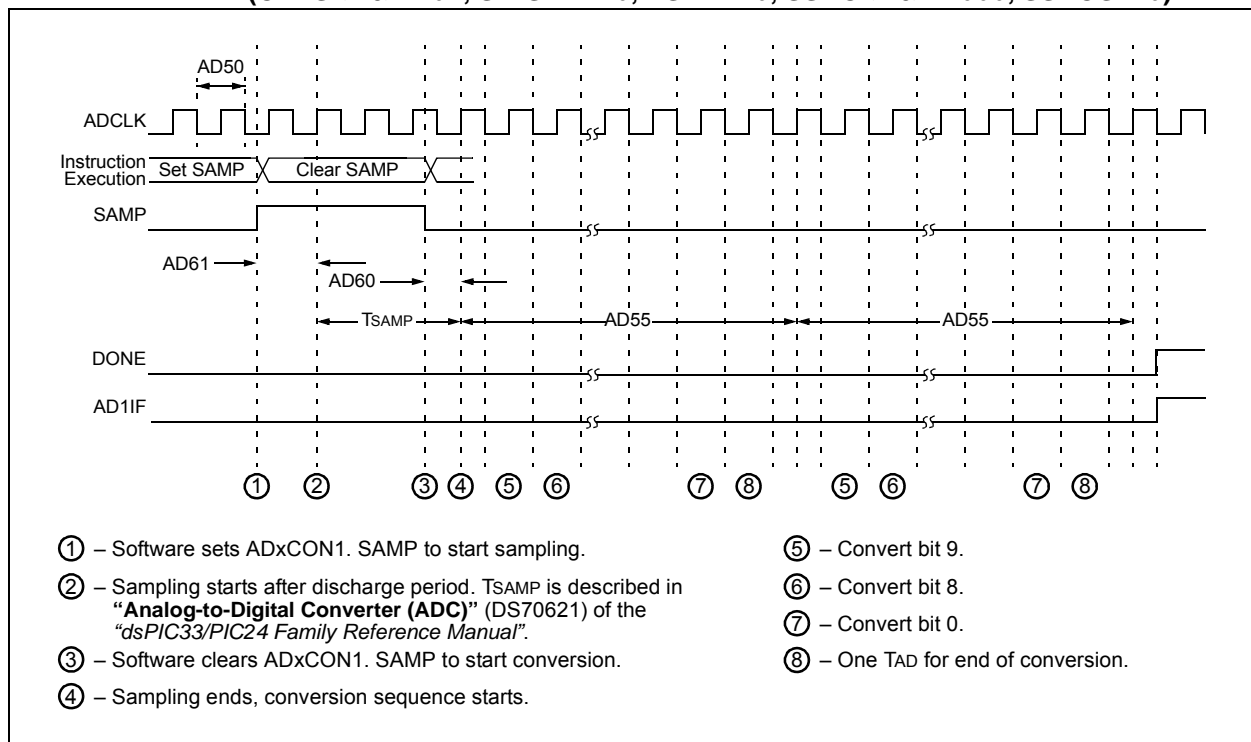 AD50
ADCLK
Instruction
Execution
Set SAMP
Clear SAMP
SAMP
AD61
AD60
TSAMP
AD55
AD55
DONE
AD1IF
1 2 3 4 5 6 7 8 5 6 7 8
1 – Software sets ADxCON1. SAMP to start sampling.
2 – Sampling starts after discharge period. TSAMP is described in
“Analog-to-Digital Converter (ADC)” (DS70621) of the
“dsPIC33/PIC24 Family Reference Manual”.
3 – Software clears ADxCON1. SAMP to start conversion.
4 – Sampling ends, conversion sequence starts.
5 – Convert bit 9.
6 – Convert bit 8.
7 – Convert bit 0.
8 – One TAD for end of conversion.